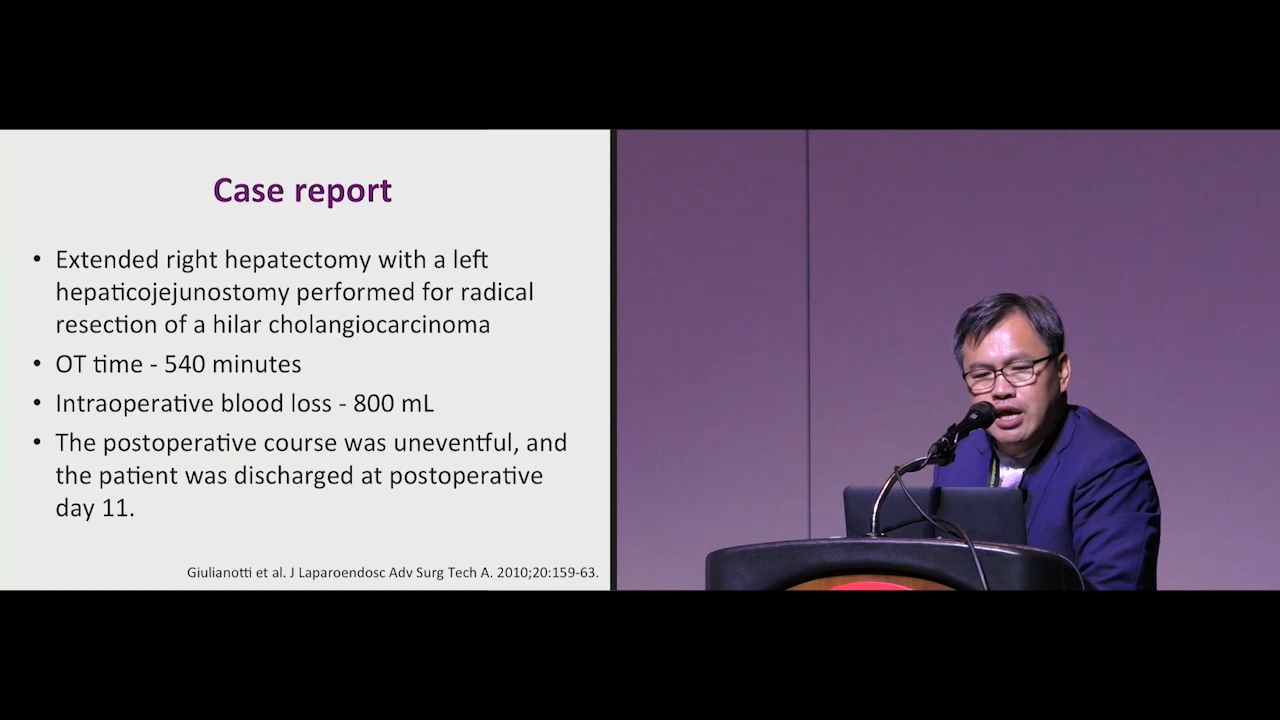 Case report
• Extended right hepatectomy with a left
hepaticojejunostomy performed for radical
resection of a hilar cholangiocarcinoma
• OT time - 540 minutes
• Intraoperative blood loss - 800 mL
• The postoperative course was uneventful, and
the patient was discharged at postoperative
day 11.
Giulianotti et al. J Laparoendosc Adv Surg Tech A. 2010;20:159-63.